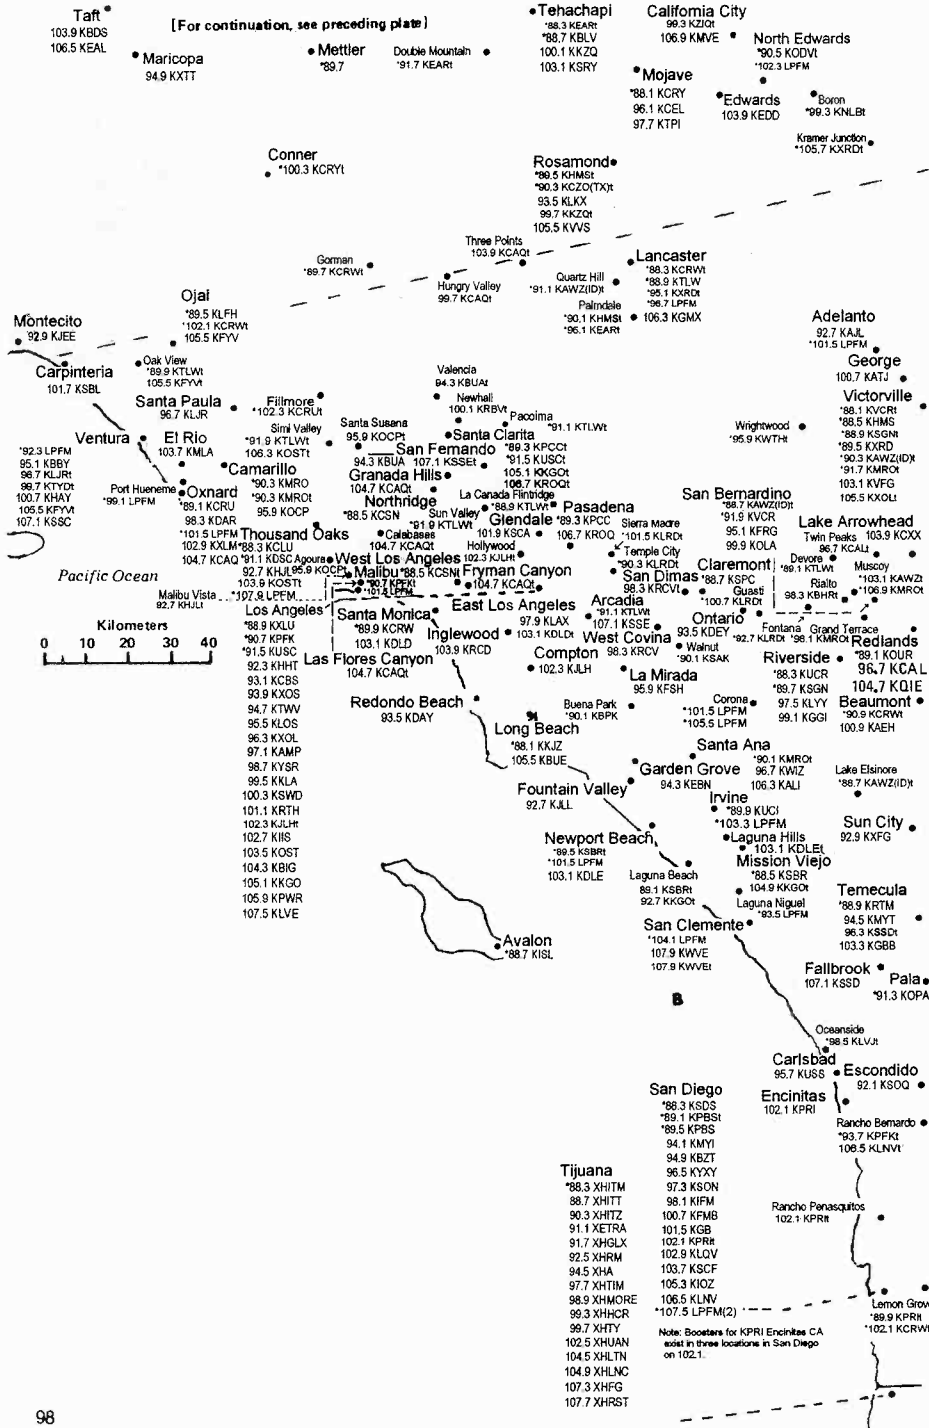 Taft
103.9 KBDS
106.5 KEAL
[For continuation, see preceding plate]
Maricopa
94.9 KXTT
Mettler
*89.7
Double Mountain
*91.7 KEARt
Tehachapi
*88.3 KEARt
*88.7 KBLV
100.1 KKZQ
103.1 KSRY
California City
99.3 KZIQt
106.9 KMVE
North Edwards
*90.5 KODVt
*102.3 LPFM
Mojave
*88.1 KCRY
96.1 KCEL
97.7 KTPI
Edwards
103.9 KEDD
Boron
*99.3 KNLBt
Kramer Junction
*105.7 KXRDt
Conner
*100.3 KCRYt
Rosamond
*89.5 KHMSt
*90.3 KCZO(TX)t
93.5 KLKX
99.7 KKZQt
105.5 KVVS
Three Points
103.9 KCAQt
Gorman
*89.7 KCRWt
Hungry Valley
99.7 KCAQt
Quartz Hill
*91.1 KAWZ(ID)t
Lancaster
*88.3 KCRWt
*88.9 KTLW
*95.1 KXRDt
*96.7 LPFM
106.3 KGMX
Palmdale
*90.1 KHMSt
*96.1 KEARt
Ojai
*89.5 KLFH
*102.1 KCRWt
105.5 KFYV
Montecito
92.9 KJEE
Carpinteria
101.7 KSBL
Oak View
*89.9 KTLWt
105.5 KFYVt
Adelanto
92.7 KAJL
*101.5 LPFM
George
100.7 KATJ
Victorville
*88.1 KVCRt
*88.5 KHMS
*88.9 KSGNt
*89.5 KXRD
*90.3 KAWZ(ID)t
*91.7 KMROt
103.1 KVFG
105.5 KXOLt
Wrightwood
*95.9 KWTHt
Valencia
94.3 KBUAt
Newhall
100.1 KRBVt
Pacoima
*91.1 KTLWt
Santa Paula
96.7 KLJR
Fillmore
*102.3 KCRUt
Simi Valley
*91.9 KTLWt
106.3 KOSTt
Santa Susana
95.9 KOCPt
Santa Clarita
San Fernando
94.3 KBUA
107.1 KSSEt
*89.3 KPCCt
*91.5 KUSCt
105.1 KKGOt
106.7 KROQt
Ventura
*92.3 LPFM
95.1 KBBY
96.7 KLJRt
99.7 KTYDt
100.7 KHAY
105.5 KFYVt
107.1 KSSC
El Rio
103.7 KMLA
Camarillo
*90.3 KMRO
*90.3 KMROt
95.9 KOCP
Port Hueneme
*99.1 LPFM
Oxnard
*89.1 KCRU
98.3 KDAR
*101.5 LPFM
102.9 KXLM
104.7 KCAQ
Granada Hills
104.7 KCAQt
Northridge
*88.5 KCSN
Sun Valley
*91.9 KTLWt
La Canada Flintridge
*88.9 KTLWt
Glendale
101.9 KSCA
Pasadena
*89.3 KPCC
106.7 KROQ
Sierra Madre
*101.5 KLRDt
San Bernardino
*88.7 KAWZ(ID)t
*91.9 KVCR
95.1 KFRG
99.9 KOLA
Lake Arrowhead
103.9 KCXX
Twin Peaks
96.7 KCALt
Thousand Oaks
*88.3 KCLU
*91.1 KDSC
92.7 KHJL
103.9 KOSTt
*107.9 LPFM
Agoura
95.9 KOCPt
Calabases
104.7 KCAQt
West Los Angeles
*88.5 KCSNt
Hollywood
102.3 KJLHt
Temple City
*90.3 KLRDt
Claremont
*88.7 KSPC
Devore
*89.1 KTLWt
Muscoy
*103.1 KAWZt
*106.9 KMROt
Rialto
98.3 KBHRt
Pacific Ocean
Malibu
*90.7 KPFKt
*101.5 LPFM
Fryman Canyon
104.7 KCAQt
San Dimas
98.3 KRCVt
Guasti
*100.7 KLRDt
Malibu Vista
92.7 KHJLt
Kilometers
0 10 20 30 40
Los Angeles
*88.9 KXLU
*90.7 KPFK
*91.5 KUSC
92.3 KHHT
93.1 KCBS
93.9 KXOS
94.7 KTWV
95.5 KLOS
96.3 KXOL
97.1 KAMP
98.7 KYSR
99.5 KKLA
100.3 KSWD
101.1 KRTH
102.3 KJLHt
102.7 KIIS
103.5 KOST
104.3 KBIG
105.1 KKGO
105.9 KPWR
107.5 KLVE
Santa Monica
*89.9 KCRW
103.1 KDLD
Las Flores Canyon
104.7 KCAQt
Inglewood
103.9 KRCD
East Los Angeles
97.9 KLAX
103.1 KDLDt
Arcadia
*91.1 KTLWt
107.1 KSSE
West Covina
98.3 KRCV
Ontario
93.5 KDEY
Walnut
*90.1 KSAK
*92.7 KLRDt
Fontana
*98.1 KMROt
Grand Terrace
Redlands
*89.1 KOUR
96.7 KCAL
104.7 KQIE
Riverside
*88.3 KUCR
*89.7 KSGN
97.5 KLYY
99.1 KGGI
Compton
102.3 KJLH
La Mirada
95.9 KFSH
Beaumont
*90.9 KCRWt
100.9 KAEH
Corona
*101.5 LPFM
*105.5 LPFM
Buena Park
*90.1 KBPK
Redondo Beach
93.5 KDAY
Long Beach
*88.1 KKJZ
105.5 KBUE
Santa Ana
*90.1 KMROt
96.7 KWIZ
106.3 KALI
Garden Grove
94.3 KEBN
Fountain Valley
92.7 KJLL
Lake Elsinore
*88.7 KAWZ(ID)t
Irvine
*89.9 KUCI
*103.3 LPFM
Sun City
92.9 KXFG
Newport Beach
*89.5 KSBRt
*101.5 LPFM
103.1 KDLE
Laguna Hills
103.1 KDLEt
Mission Viejo
*88.5 KSBR
104.9 KKGOt
Laguna Beach
89.1 KSBRt
92.7 KKGOt
Laguna Niguel
*93.5 LPFM
Temecula
*88.9 KRTM
94.5 KMYT
96.3 KSSDt
103.3 KGBB
San Clemente
*104.1 LPFM
107.9 KWVE
107.9 KWVEt
Avalon
*88.7 KISL
Fallbrook
107.1 KSSD
Pala
*91.3 KOPA
B
Oceanside
*98.5 KLVJt
Carlsbad
95.7 KUSS
Escondido
92.1 KSOQ
Encinitas
102.1 KPRI
Rancho Bernardo
*93.7 KPFKt
106.5 KLNVt
San Diego
*88.3 KSDS
*89.1 KPBSt
*89.5 KPBS
94.1 KMYI
94.9 KBZT
96.5 KYXY
97.3 KSON
98.1 KIFM
100.7 KFMB
101.5 KGB
102.1 KPRIt
102.9 KLQV
103.7 KSCF
105.3 KIOZ
106.5 KLNV
*107.5 LPFM(2)
Tijuana
*88.3 XHITM
88.7 XHITT
90.3 XHITZ
91.1 XETRA
91.7 XHGLX
92.5 XHRM
94.5 XHA
97.7 XHTIM
98.9 XHMORE
99.3 XHHCR
99.7 XHTY
102.5 XHUAN
104.5 XHLTN
104.9 XHLNC
107.3 XHFG
107.7 XHRST
Rancho Penasquitos
102.1 KPRIt
Lemon Grov
*89.9 KPRIt
*102.1 KCRWt
Note: Boosters for KPRI Encinitas CA
exist in three locations in San Diego
on 102.1.
98